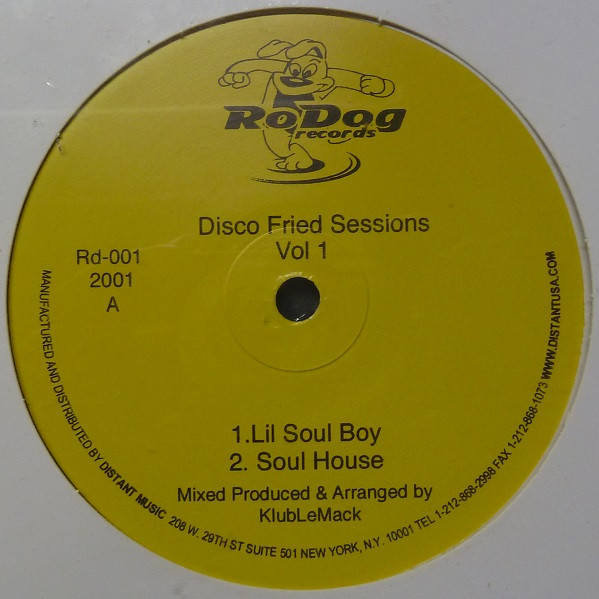 RoDog
records
Disco Fried Sessions
Vol 1
Rd-001
2001
A
1.Lil Soul Boy
2. Soul House
Mixed Produced & Arranged by
KlubLeMack
MANUFACTURED AND DISTRIBUTED BY DISTANT MUSIC 208 W. 29TH ST SUITE 501 NEW YORK, N.Y. 10001 TEL 1-212-868-2998 FAX 1-212-868-1073 WWW.DISTANTUSA.COM